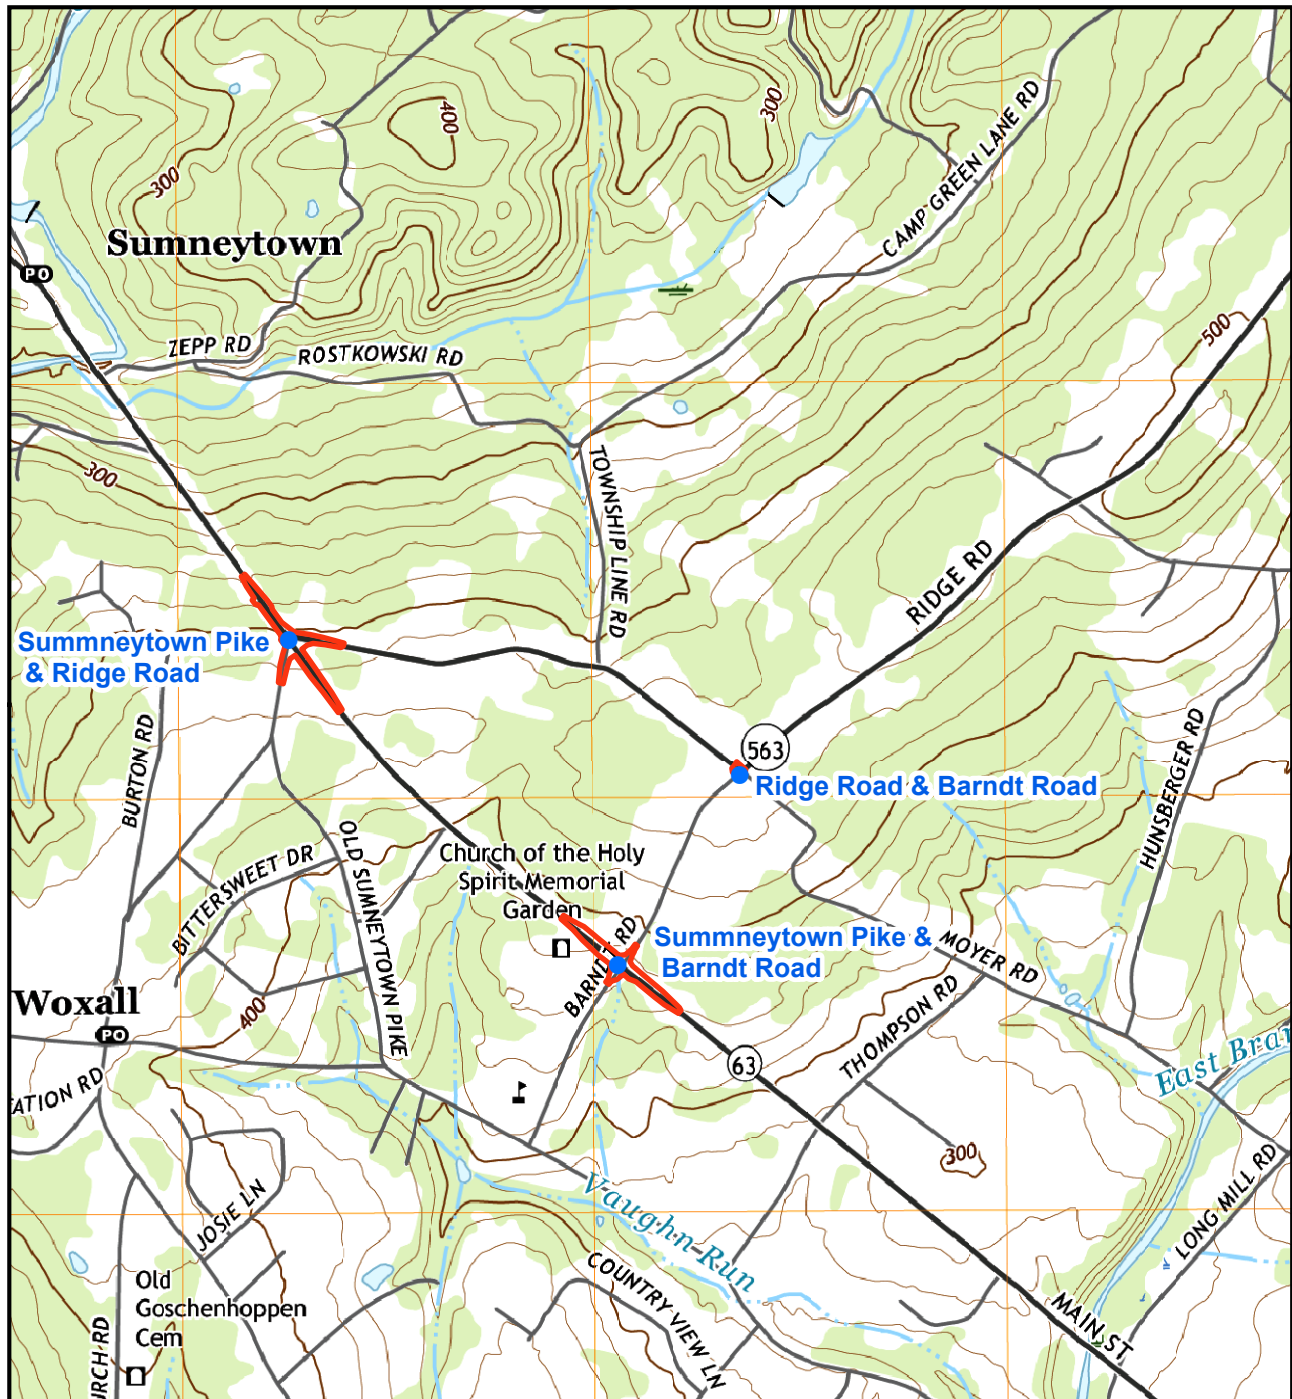 400
300
CAMP GREEN LANE RD
300
Sumneytown
PO
500
ZEPP RD
ROSTKOWSKI RD
TOWNSHIP LINE RD
300
RIDGE RD
Summneytown Pike
& Ridge Road
563
HUNSBERGER RD
BURTON RD
Ridge Road & Barndt Road
OLD SUMNEYTOWN PIKE
BITTERSWEET DR
Church of the Holy
Spirit Memorial
Garden
BARNDT RD
Summneytown Pike &
Barndt Road
MOYER RD
THOMPSON RD
Woxall
PO
400
63
East Bran
ATION RD
300
LONG MILL RD
Vaughn Run
JOSIE LN
COUNTRY VIEW LN
Old
Goschenhoppen
Cem
MAIN ST
URCH RD